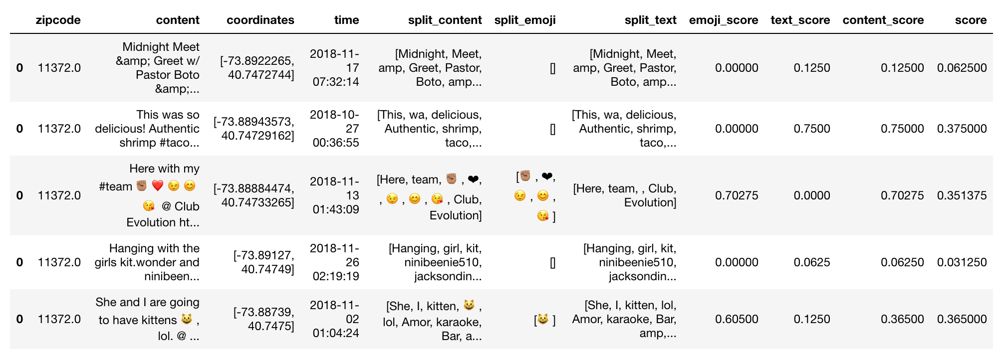 zipcode content coordinates time split_content split_emoji split_text emoji_score text_score content_score score
0 11372.0 Midnight Meet &amp; Greet w/ Pastor Boto &amp;... [-73.8922265, 40.7472744] 2018-11-17 07:32:14 [Midnight, Meet, amp, Greet, Pastor, Boto, amp... [] [Midnight, Meet, amp, Greet, Pastor, Boto, amp... 0.00000 0.1250 0.12500 0.062500
0 11372.0 This was so delicious! Authentic shrimp #taco... [-73.88943573, 40.74729162] 2018-10-27 00:36:55 [This, wa, delicious, Authentic, shrimp, taco,... [] [This, wa, delicious, Authentic, shrimp, taco,... 0.00000 0.7500 0.75000 0.375000
0 11372.0 Here with my #team ✊🏽 ❤️ 😉 😊 😘 @ Club Evolution ht... [-73.88884474, 40.74733265] 2018-11-13 01:43:09 [Here, team, ✊🏽 , ❤, , 😉 , 😊 , 😘 , Club, Evolution] [✊🏽 , ❤, 😉 , 😊 , 😘 ] [Here, team, , Club, Evolution] 0.70275 0.0000 0.70275 0.351375
0 11372.0 Hanging with the girls kit.wonder and ninibeen... [-73.89127, 40.74749] 2018-11-26 02:19:19 [Hanging, girl, kit, ninibeenie510, jacksondin... [] [Hanging, girl, kit, ninibeenie510, jacksondin... 0.00000 0.0625 0.06250 0.031250
0 11372.0 She and I are going to have kittens 😺 , lol. @ ... [-73.88739, 40.7475] 2018-11-02 01:04:24 [She, I, kitten, 😺 , lol, Amor, karaoke, Bar, a... [😺 ] [She, I, kitten, lol, Amor, karaoke, Bar, amp,... 0.60500 0.1250 0.36500 0.365000